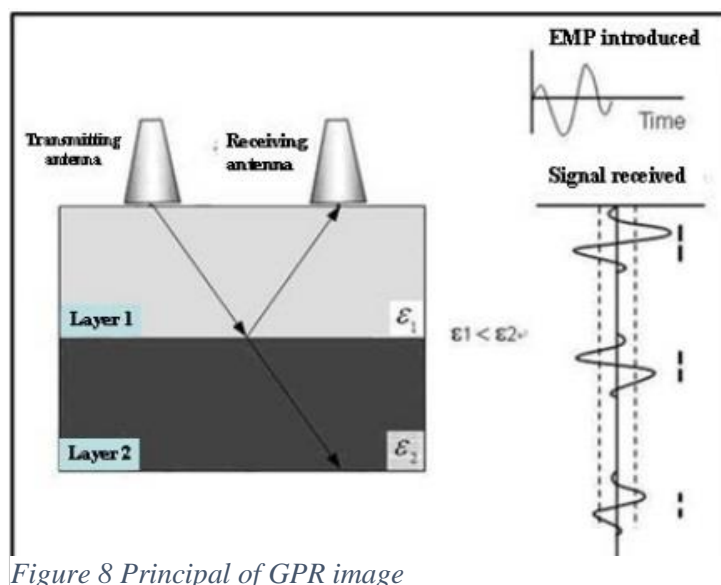 EMP introduced
Time
Transmitting antenna
Receiving antenna
Signal received
Layer 1
ε1
ε1 < ε2
Layer 2
ε2
Figure 8 Principal of GPR image